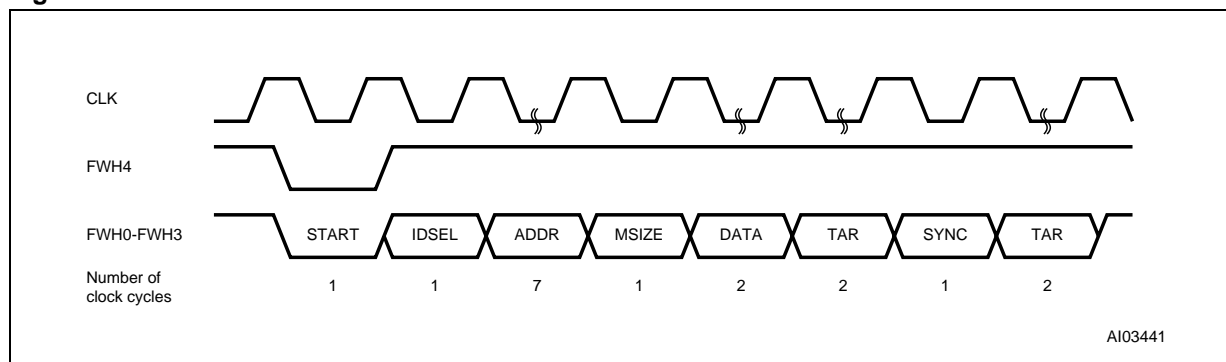 CLK
FWH4
FWH0-FWH3 START IDSEL ADDR MSIZE DATA TAR SYNC TAR
Number of
clock cycles 1 1 7 1 2 2 1 2
AI03441